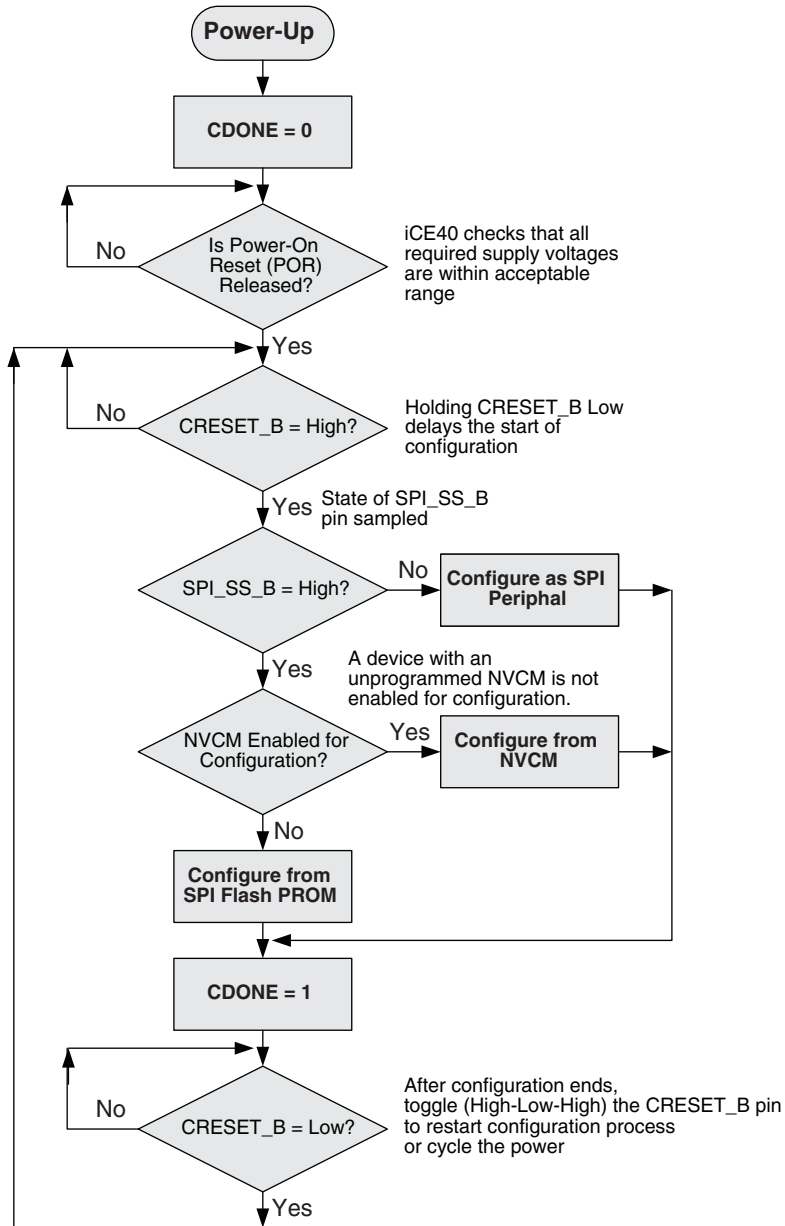 Power-Up
CDONE = 0
No
Is Power-On
Reset (POR)
Released?
iCE40 checks that all
required supply voltages
are within acceptable
range
Yes
No
CRESET_B = High?
Holding CRESET_B Low
delays the start of
configuration
Yes
State of SPI_SS_B
pin sampled
SPI_SS_B = High?
No
Configure as SPI
Periphal
Yes
A device with an
unprogrammed NVCM is not
enabled for configuration.
NVCM Enabled for
Configuration?
Yes
Configure from
NVCM
No
Configure from
SPI Flash PROM
CDONE = 1
No
CRESET_B = Low?
After configuration ends,
toggle (High-Low-High) the CRESET_B pin
to restart configuration process
or cycle the power
Yes